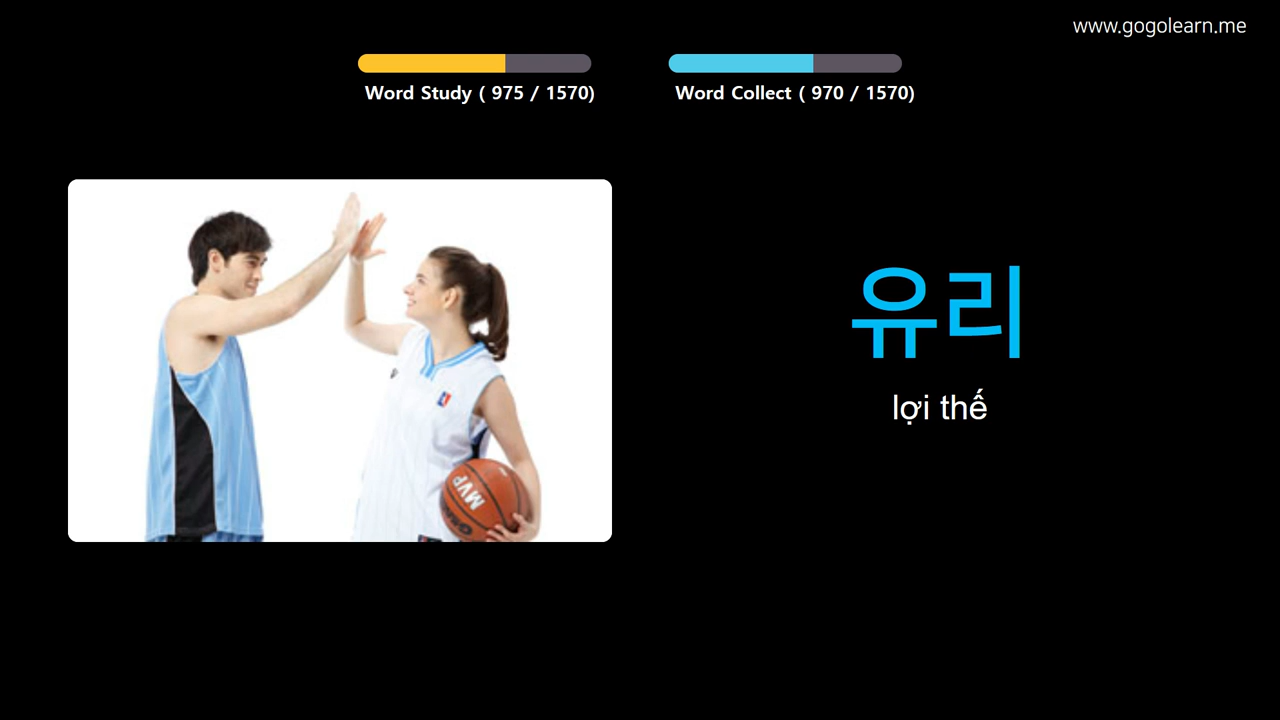 www.gogolearn.me
Word Study ( 975 / 1570)
Word Collect ( 970 / 1570)
유리
lợi thế
MVP